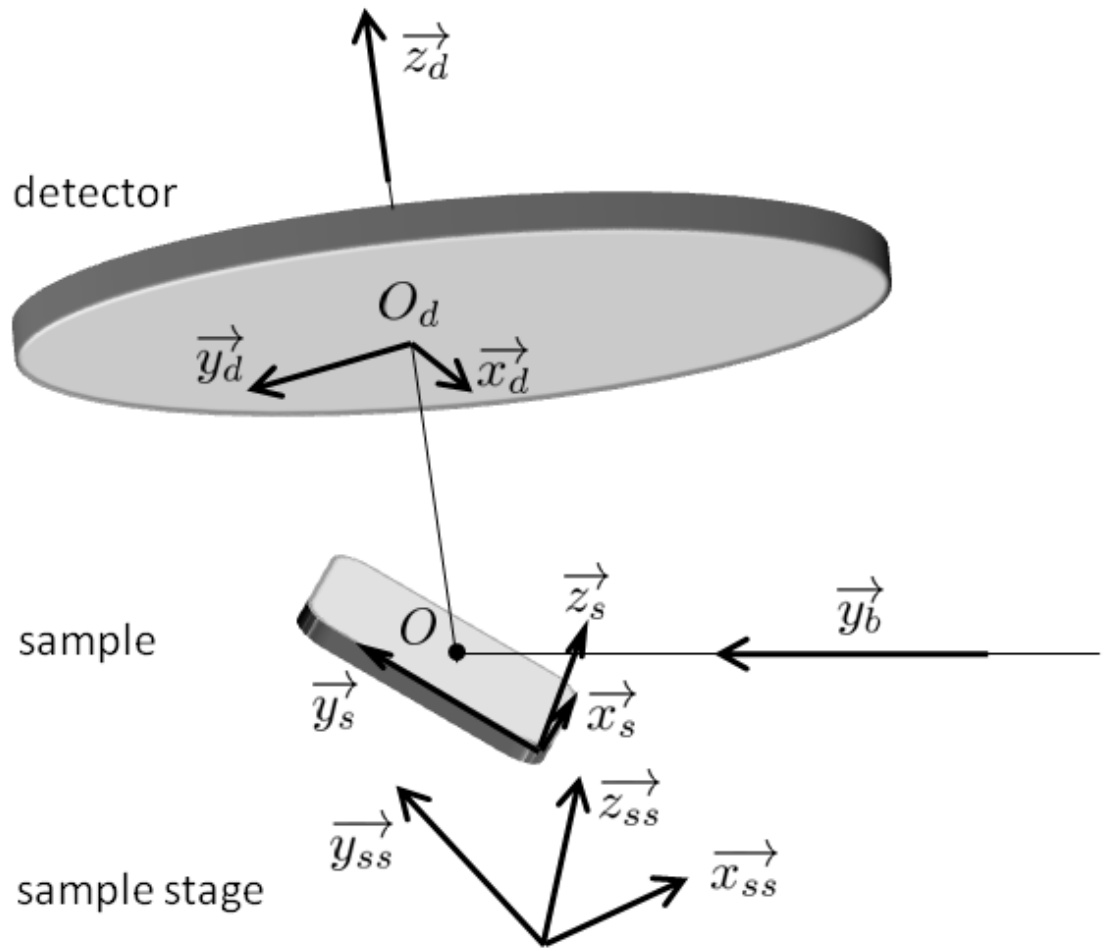 $\overrightarrow{z_d}$
detector
$O_d$
$\overrightarrow{y_d}$
$\overrightarrow{x_d}$
$\overrightarrow{z_s}$
$\overrightarrow{y_b}$
sample
$O$
$\overrightarrow{y_s}$
$\overrightarrow{x_s}$
$\overrightarrow{z_{ss}}$
$\overrightarrow{y_{ss}}$
$\overrightarrow{x_{ss}}$
sample stage